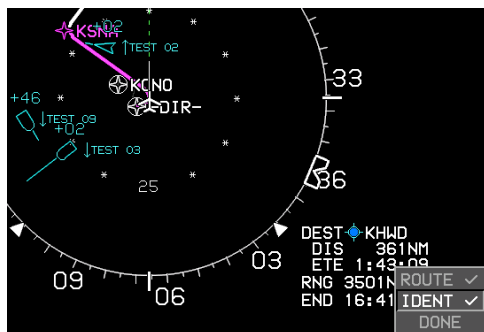 +02
KSNA
↑TEST 02
33
KCNO
-DIR-
+46
↓TEST 09
+02
↓TEST 03
25
36
DEST KHWD
DIS 361NM
ETE 1:43:09
RNG 3501N
END 16:41
ROUTE ✓
IDENT ✓
DONE
03
09
06